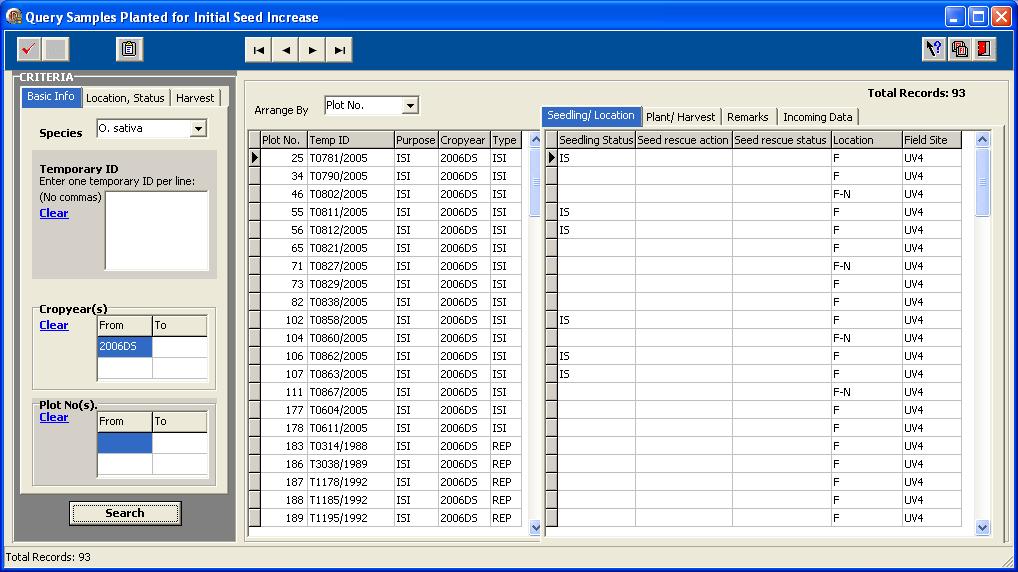 Query Samples Planted for Initial Seed Increase
CRITERIA
Basic Info Location, Status Harvest
Species O. sativa
Temporary ID
Enter one temporary ID per line:
(No commas)
Clear
Cropyear(s)
Clear
From To
2006DS
Plot No(s).
Clear
From To
Search
Total Records: 93
Arrange By Plot No.
Seedling/ Location Plant/ Harvest Remarks Incoming Data
Plot No. Temp ID Purpose Cropyear Type Seedling Status Seed rescue action Seed rescue status Location Field Site
25 T0781/2005 ISI 2006DS ISI IS F UV4
34 T0790/2005 ISI 2006DS ISI F UV4
46 T0802/2005 ISI 2006DS ISI F-N UV4
55 T0811/2005 ISI 2006DS ISI IS F UV4
56 T0812/2005 ISI 2006DS ISI IS F UV4
65 T0821/2005 ISI 2006DS ISI F UV4
71 T0827/2005 ISI 2006DS ISI F-N UV4
73 T0829/2005 ISI 2006DS ISI F UV4
82 T0838/2005 ISI 2006DS ISI F UV4
102 T0858/2005 ISI 2006DS ISI IS F UV4
104 T0860/2005 ISI 2006DS ISI F-N UV4
106 T0862/2005 ISI 2006DS ISI IS F UV4
107 T0863/2005 ISI 2006DS ISI IS F UV4
111 T0867/2005 ISI 2006DS ISI F-N UV4
177 T0604/2005 ISI 2006DS ISI F UV4
178 T0611/2005 ISI 2006DS ISI F UV4
183 T0314/1988 ISI 2006DS REP F UV4
186 T3038/1989 ISI 2006DS REP F UV4
187 T1178/1992 ISI 2006DS REP F UV4
188 T1185/1992 ISI 2006DS REP F UV4
189 T1195/1992 ISI 2006DS REP F UV4
Total Records: 93